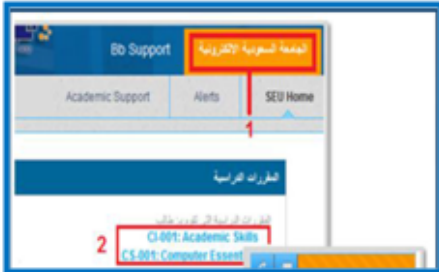 Bb Support
الجامعة السعودية الالكترونية
Academic Support
Alerts
SEU Home
1
المقررات الدراسية
2
CI-001: Academic Skills
CS-001: Computer Essent